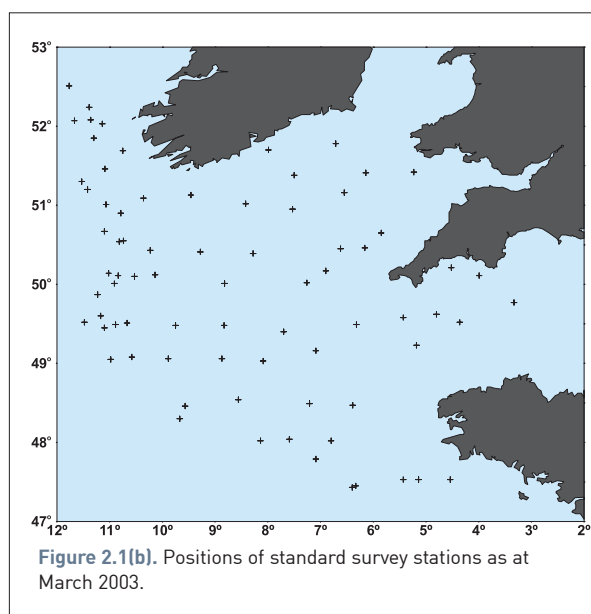 53°
52°
51°
50°
49°
48°
47°
12° 11° 10° 9° 8° 7° 6° 5° 4° 3° 2°
Figure 2.1(b). Positions of standard survey stations as at
March 2003.